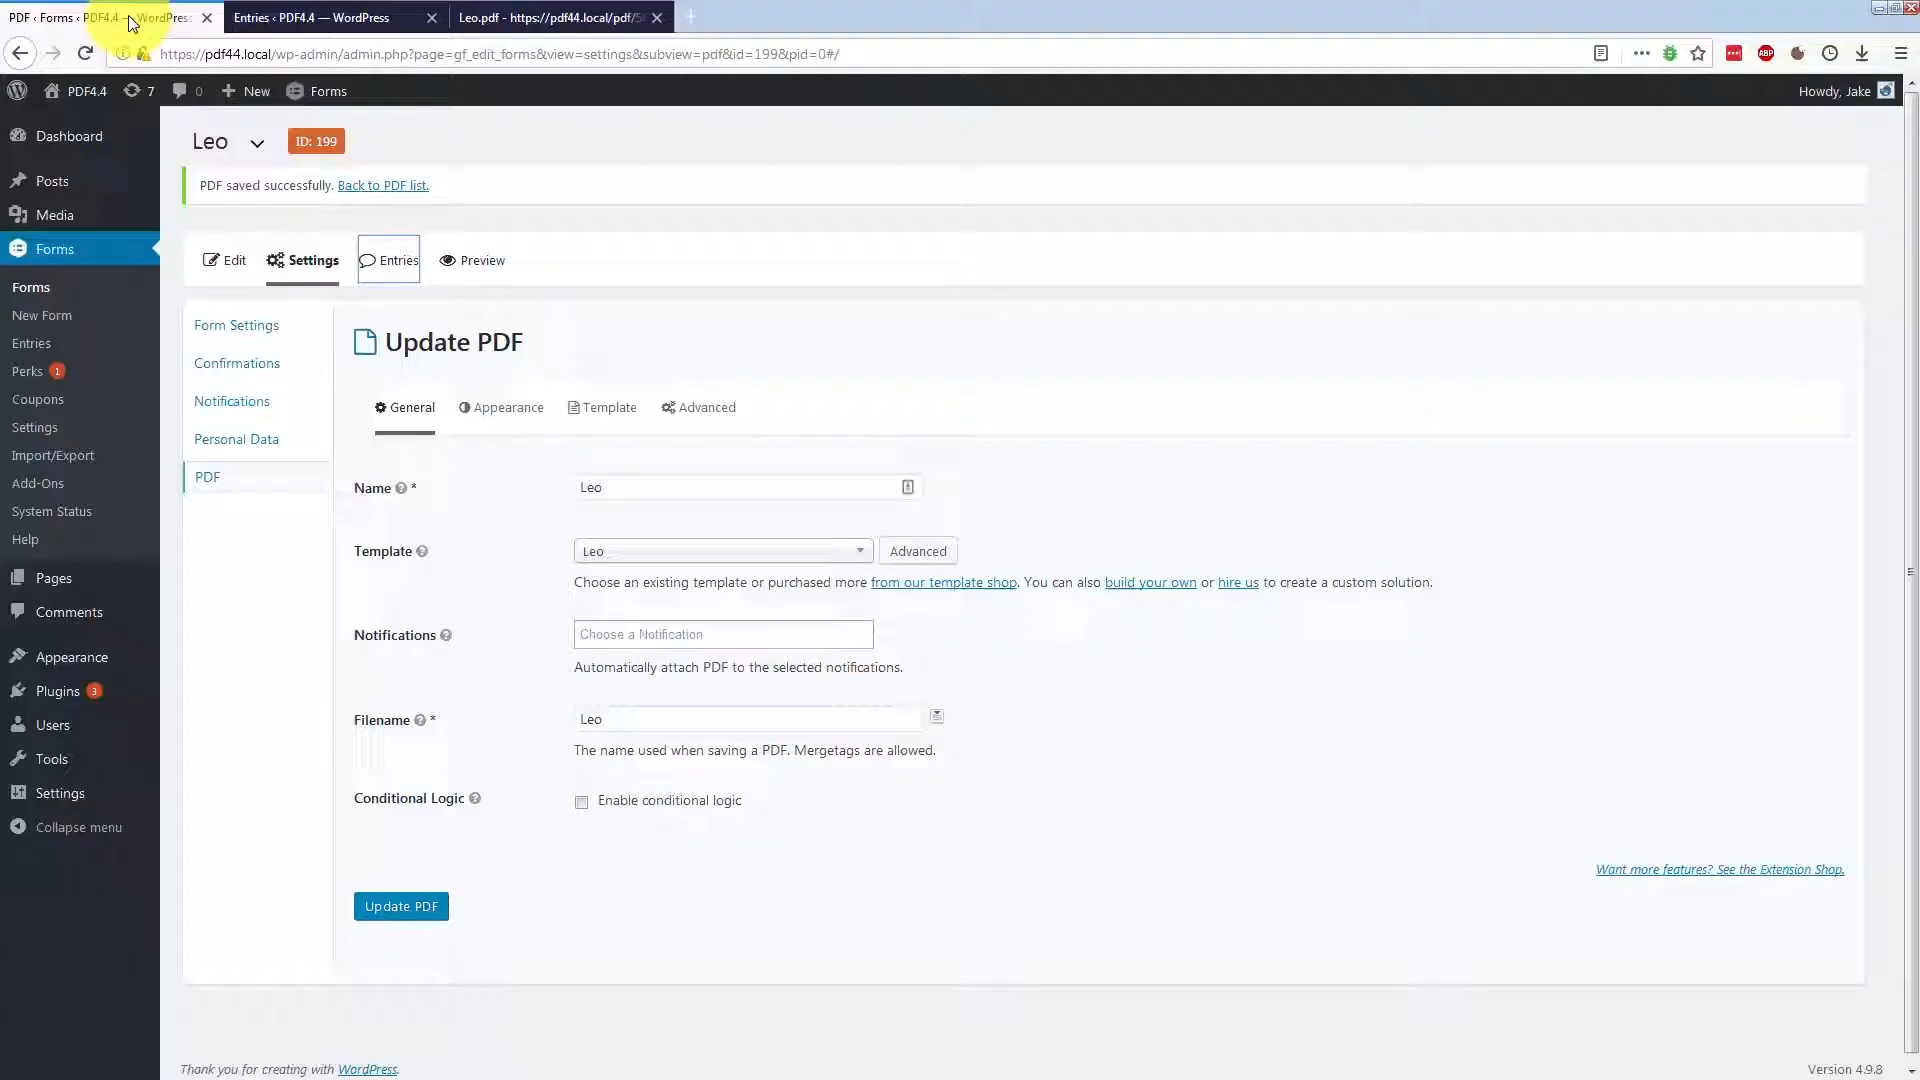 PDF ‹ Forms ‹ PDF4.4 — WordPress
Entries ‹ PDF4.4 — WordPress
Leo.pdf - https://pdf44.local/pdf/5
https://pdf44.local/wp-admin/admin.php?page=gf_edit_forms&view=settings&subview=pdf&id=199&pid=0#/
ABP
PDF4.4
7
0
New
Forms
Howdy, Jake
Dashboard
Posts
Media
Forms
Forms
New Form
Entries
Perks 1
Coupons
Settings
Import/Export
Add-Ons
System Status
Help
Pages
Comments
Appearance
Plugins 3
Users
Tools
Settings
Collapse menu
Leo
ID: 199
PDF saved successfully. Back to PDF list.
Edit
Settings
Entries
Preview
Form Settings
Confirmations
Notifications
Personal Data
PDF
Update PDF
General
Appearance
Template
Advanced
Name ? *
Leo
Template ?
Leo
Advanced
Choose an existing template or purchased more from our template shop. You can also build your own or hire us to create a custom solution.
Notifications ?
Choose a Notification
Automatically attach PDF to the selected notifications.
Filename ? *
Leo
The name used when saving a PDF. Mergetags are allowed.
Conditional Logic ?
Enable conditional logic
Want more features? See the Extension Shop.
Update PDF
Thank you for creating with WordPress.
Version 4.9.8